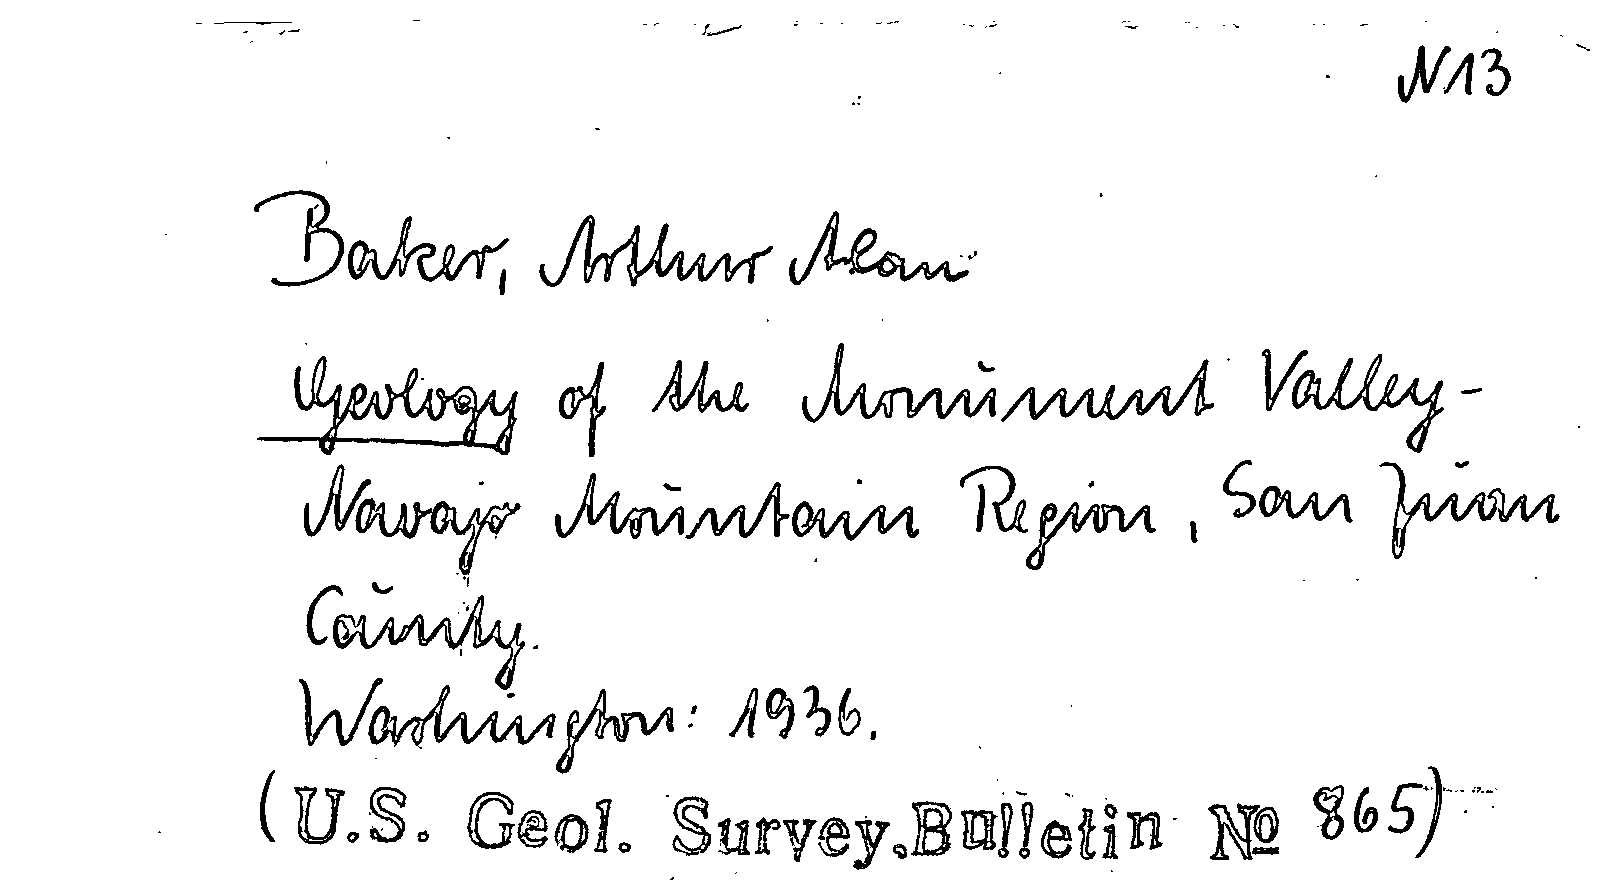 N13
Baker, Arthur Alan
Geology of the Monument Valley-
Navajo Mountain Region, San Juan
County.
Washington: 1936.
(U.S. Geol. Survey. Bulletin № 865)